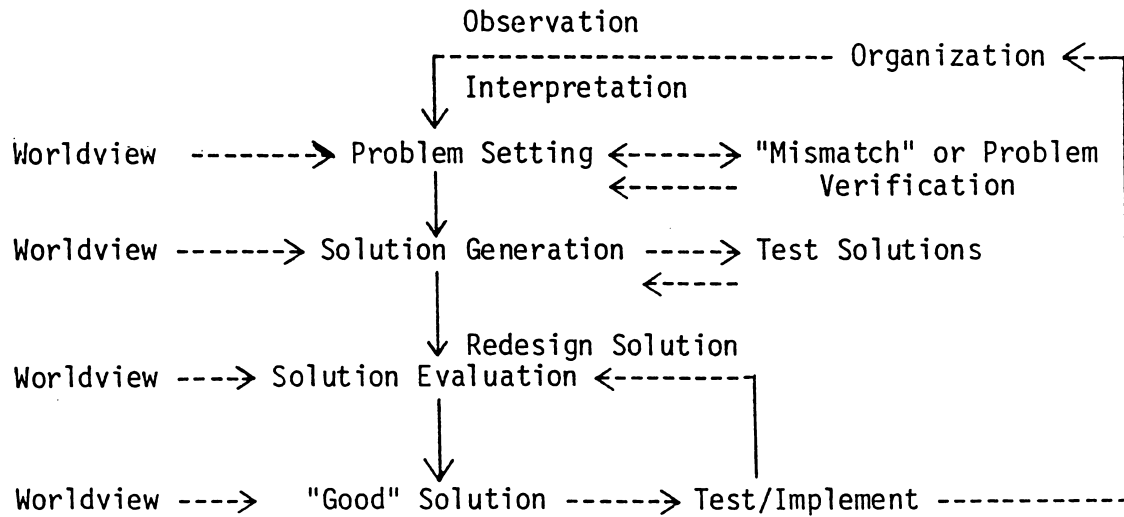 Observation
Organization
Interpretation
Worldview Problem Setting "Mismatch" or Problem
Verification
Worldview Solution Generation Test Solutions
Redesign Solution
Worldview Solution Evaluation
Worldview "Good" Solution Test/Implement